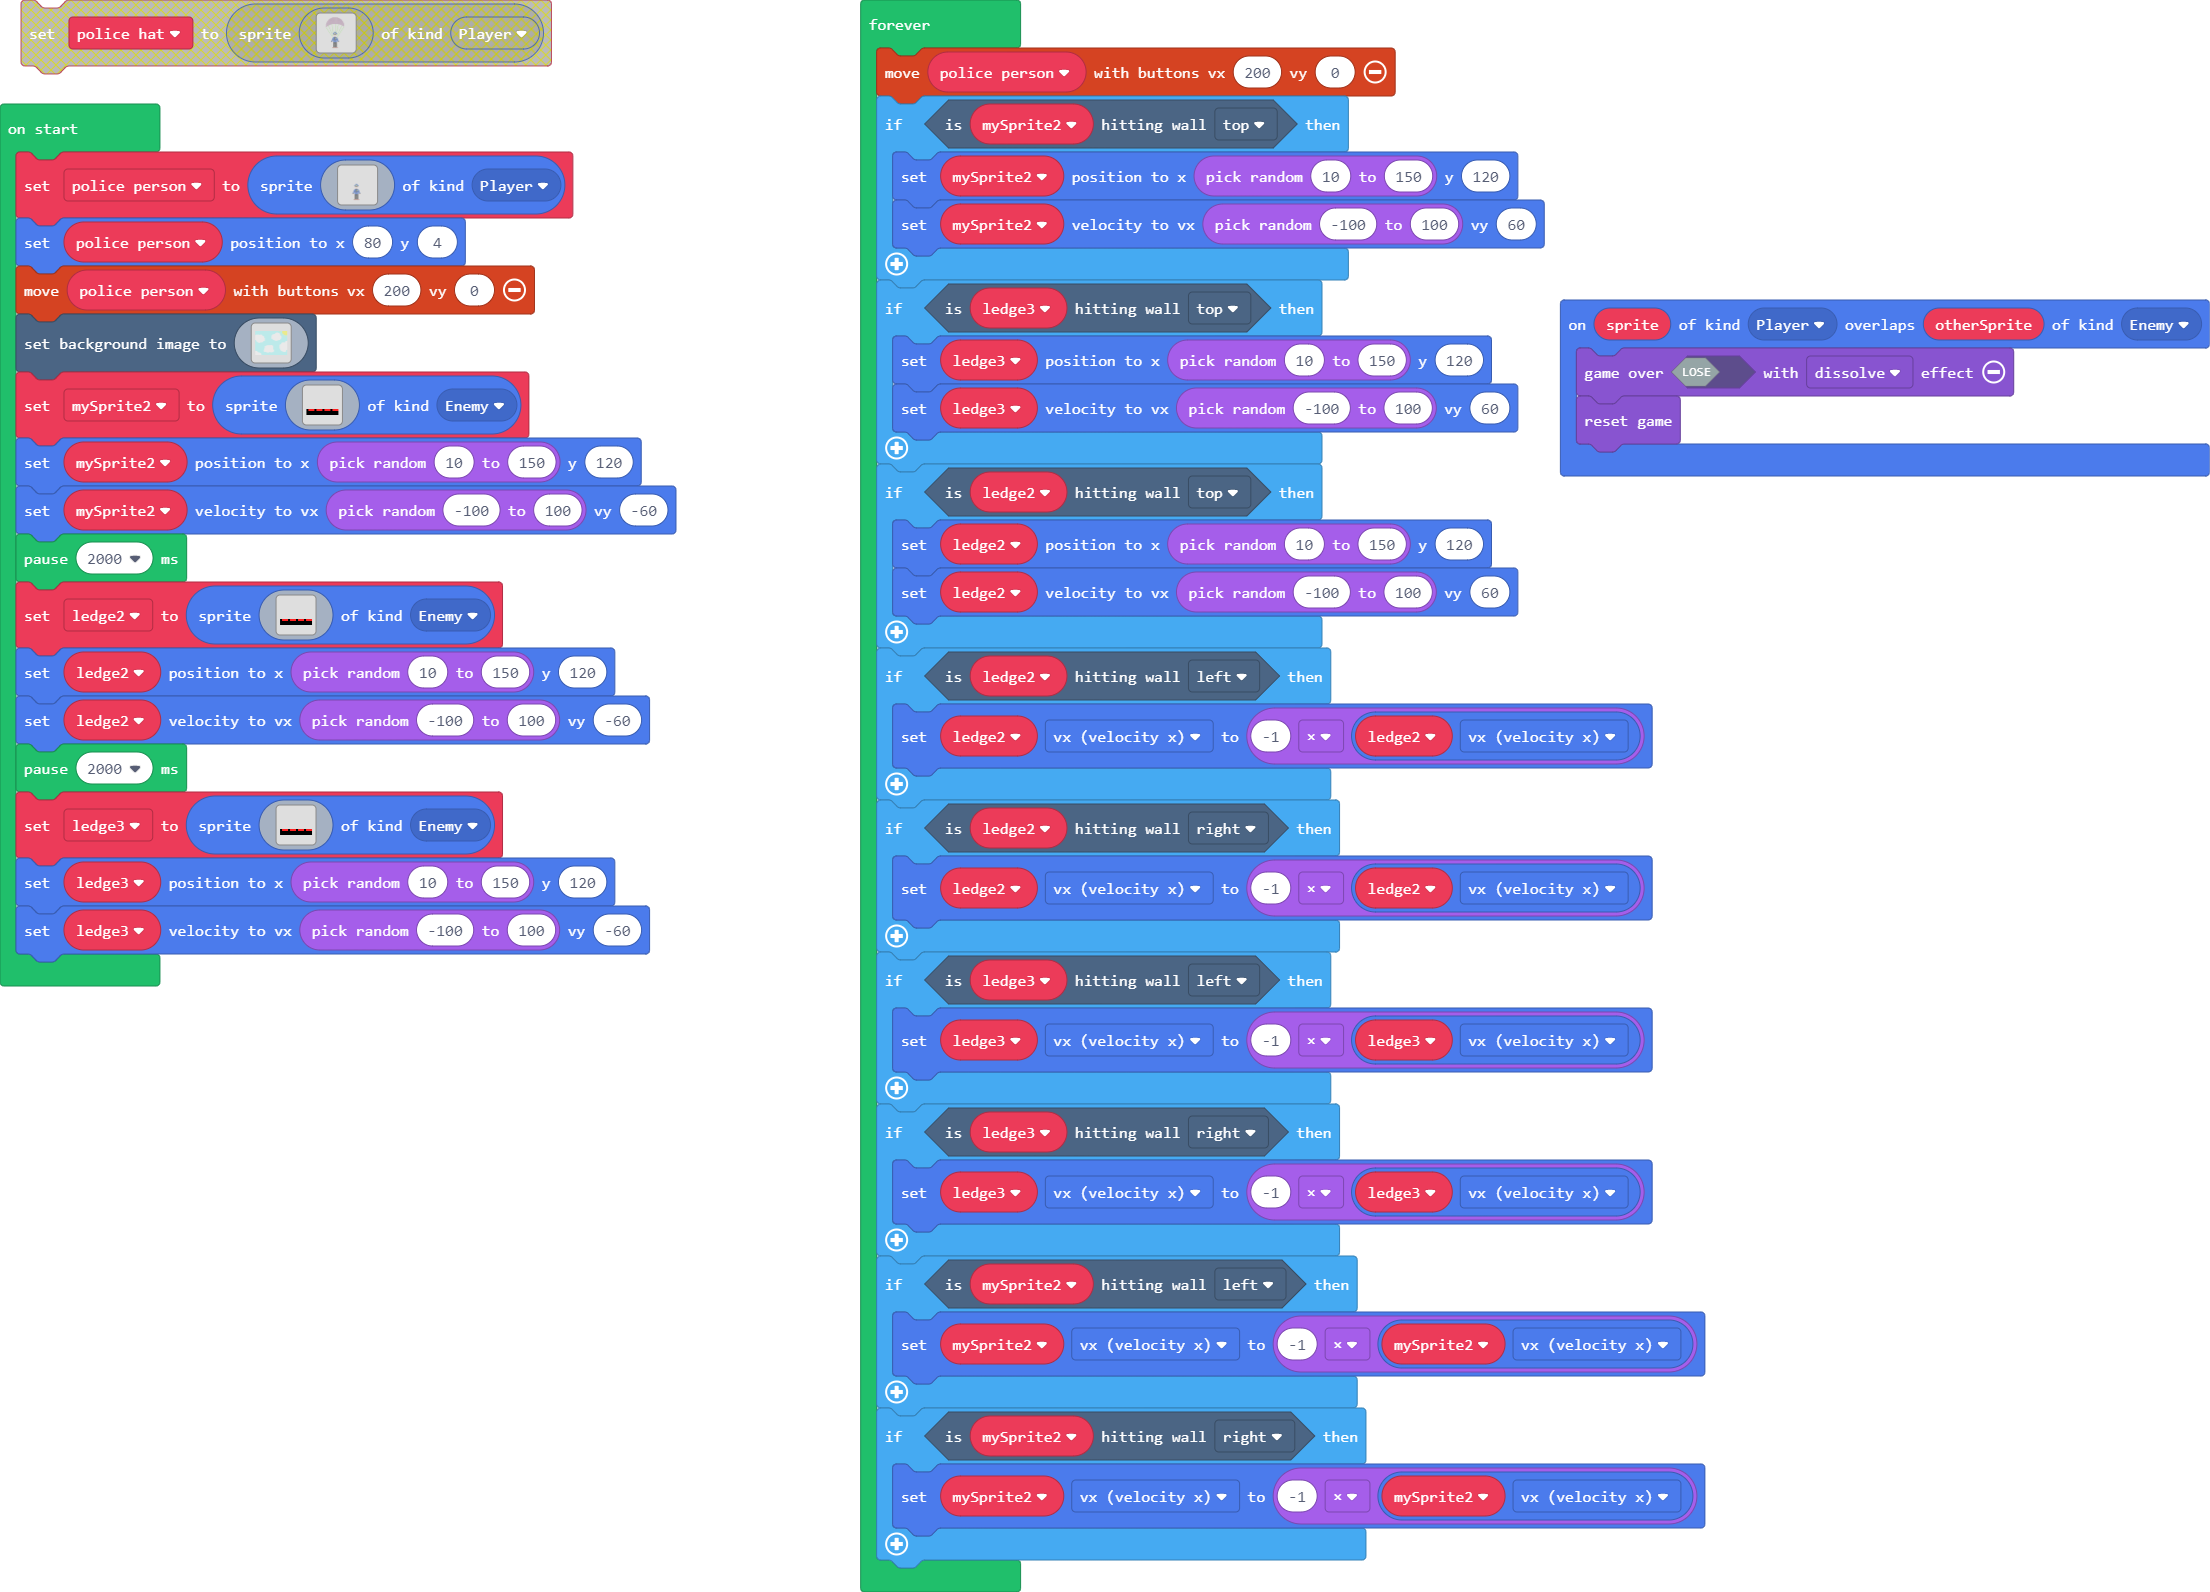 set police hat to sprite of kind Player
on start
set police person to sprite of kind Player
set police person position to x 80 y 4
move police person with buttons vx 200 vy 0
set background image to
set mySprite2 to sprite of kind Enemy
set mySprite2 position to x pick random 10 to 150 y 120
set mySprite2 velocity to vx pick random -100 to 100 vy -60
pause 2000 ms
set ledge2 to sprite of kind Enemy
set ledge2 position to x pick random 10 to 150 y 120
set ledge2 velocity to vx pick random -100 to 100 vy -60
pause 2000 ms
set ledge3 to sprite of kind Enemy
set ledge3 position to x pick random 10 to 150 y 120
set ledge3 velocity to vx pick random -100 to 100 vy -60
forever
move police person with buttons vx 200 vy 0
if is mySprite2 hitting wall top then
set mySprite2 position to x pick random 10 to 150 y 120
set mySprite2 velocity to vx pick random -100 to 100 vy 60
if is ledge3 hitting wall top then
set ledge3 position to x pick random 10 to 150 y 120
set ledge3 velocity to vx pick random -100 to 100 vy 60
if is ledge2 hitting wall top then
set ledge2 position to x pick random 10 to 150 y 120
set ledge2 velocity to vx pick random -100 to 100 vy 60
if is ledge2 hitting wall left then
set ledge2 vx (velocity x) to -1 × ledge2 vx (velocity x)
if is ledge2 hitting wall right then
set ledge2 vx (velocity x) to -1 × ledge2 vx (velocity x)
if is ledge3 hitting wall left then
set ledge3 vx (velocity x) to -1 × ledge3 vx (velocity x)
if is ledge3 hitting wall right then
set ledge3 vx (velocity x) to -1 × ledge3 vx (velocity x)
if is mySprite2 hitting wall left then
set mySprite2 vx (velocity x) to -1 × mySprite2 vx (velocity x)
if is mySprite2 hitting wall right then
set mySprite2 vx (velocity x) to -1 × mySprite2 vx (velocity x)
on sprite of kind Player overlaps otherSprite of kind Enemy
game over LOSE with dissolve effect
reset game